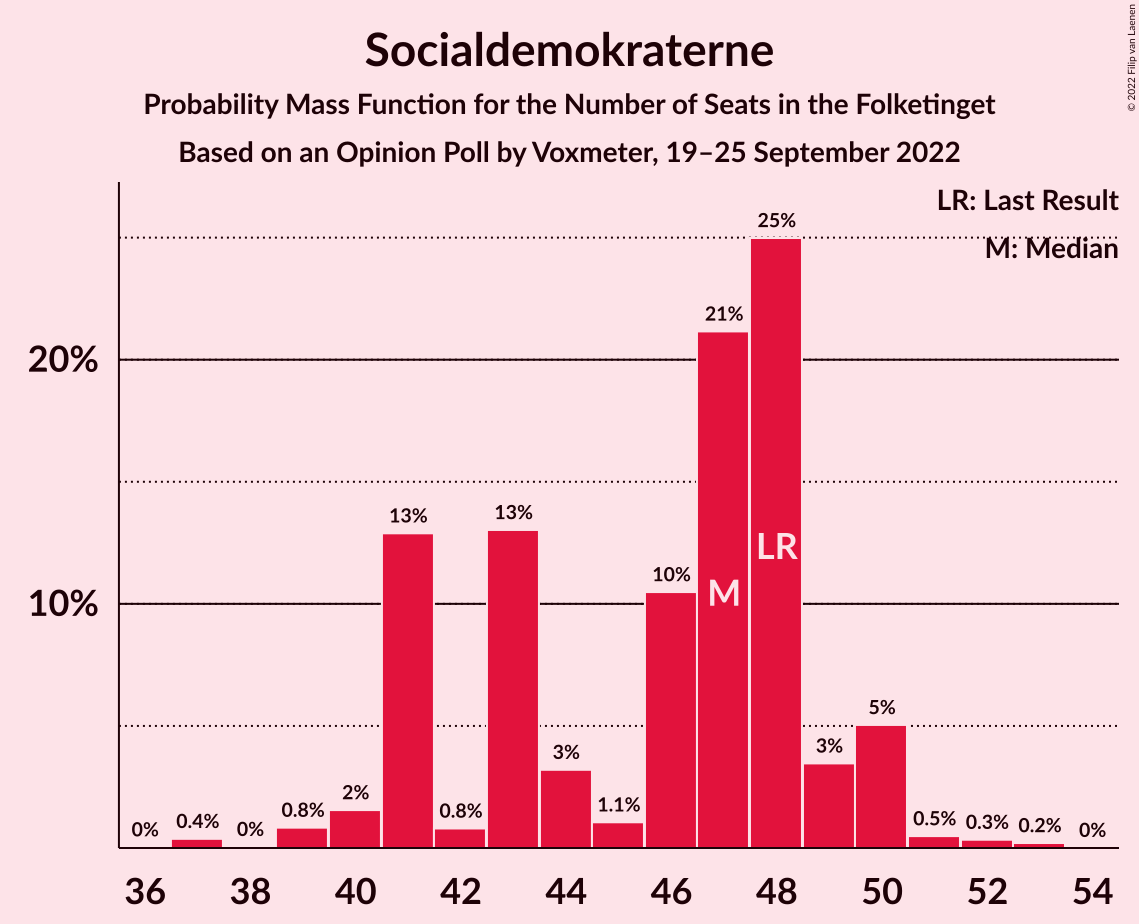 Socialdemokraterne
Probability Mass Function for the Number of Seats in the Folketinget
Based on an Opinion Poll by Voxmeter, 19–25 September 2022
© 2022 Filip van Laenen
LR: Last Result
M: Median
20%
10%
0%
0.4%
0%
0.8%
2%
13%
0.8%
13%
3%
1.1%
10%
21%
25%
3%
5%
0.5%
0.3%
0.2%
0%
M
LR
36 38 40 42 44 46 48 50 52 54